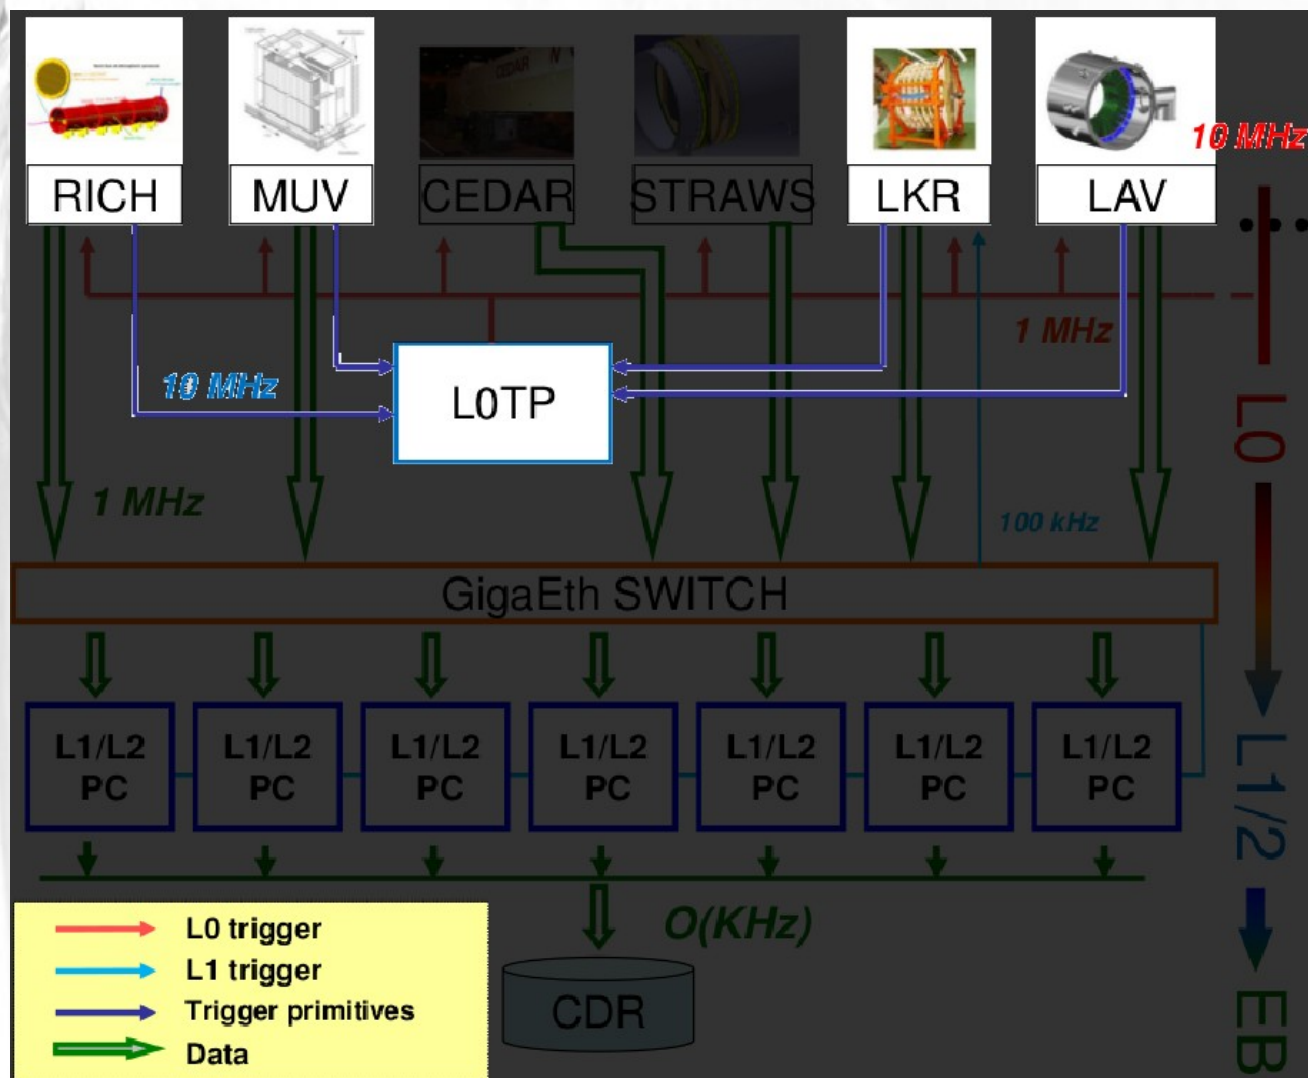 10 MHz
RICH
MUV
CEDAR
STRAWS
LKR
LAV
1 MHz
10 MHz
L0TP
L0
1 MHz
100 kHz
GigaEth SWITCH
L1/L2
PC
L1/L2
PC
L1/L2
PC
L1/L2
PC
L1/L2
PC
L1/L2
PC
L1/L2
PC
L1/2
O(KHz)
L0 trigger
L1 trigger
Trigger primitives
Data
CDR
EB